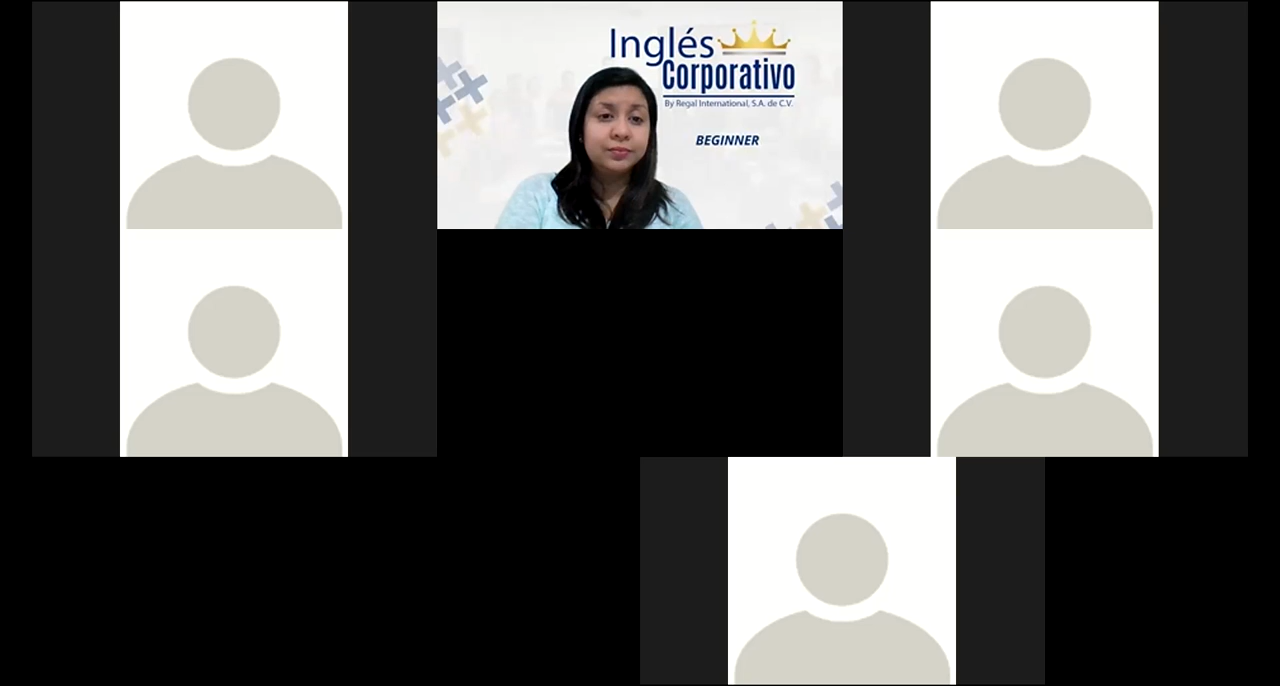 Inglés
Corporativo
By Regal International, S.A. de C.V.
BEGINNER